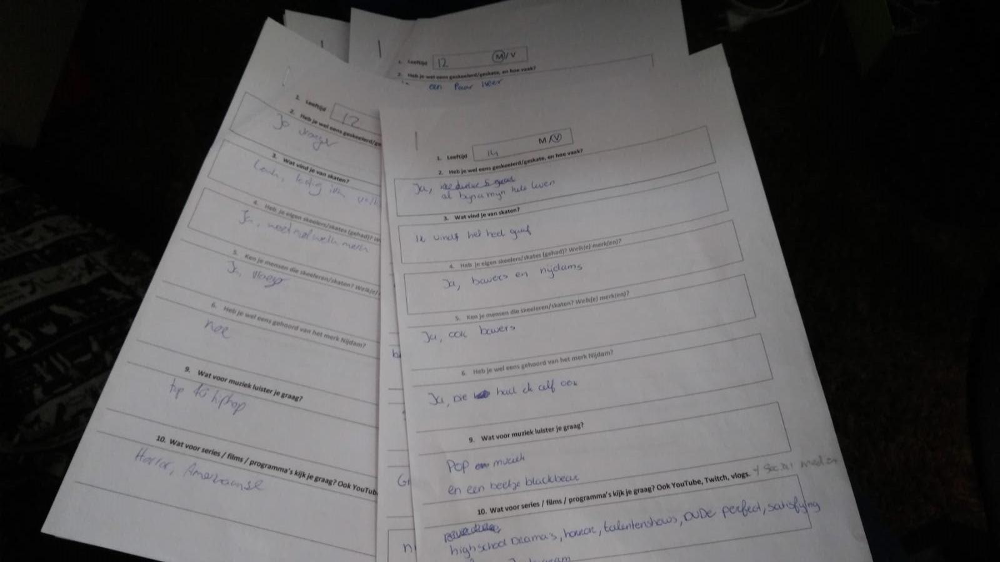 1. Leeftijd 12 M/V
2. Heb je wel eens geskeelerd/geskate, en hoe vaak?
een Paar keer
1. Leeftijd 12
2. Heb je wel eens geskeelerd/ge
Ja vroeger
3. Wat vind je van skaten?
Leuk, lastig
4. Heb je eigen skeelers/skates (gehad)? W
Ja, weet niet welk merk
5. Ken je mensen die skeeleren/skaten? Welk(e)
Ja, vroeger
6. Heb je wel eens gehoord van het merk Nijdam?
nee
9. Wat voor muziek luister je graag?
hiphop
10. Wat voor series / films / programma's kijk je graag? Ook YouTub
Horror, Amerikaanse
1. Leeftijd 14 M/V
2. Heb je wel eens geskeelerd/geskate, en hoe vaak?
Ja,
al bijna mijn hele leven
3. Wat vind je van skaten?
Ik vindt het heel gaaf
4. Heb je eigen skeelers/skates (gehad)? Welk(e) merk(en)?
Ja, bauers en nijdams
5. Ken je mensen die skeeleren/skaten? Welk(e) merk(en)?
Ja, ook bauers
6. Heb je wel eens gehoord van het merk Nijdam?
Ja, die had ik zelf ook
9. Wat voor muziek luister je graag?
Pop muziek
en een beetje blackbear
10. Wat voor series / films / programma's kijk je graag? Ook YouTube, Twitch, vlogs. + Social media
highschool Drama's, horror, talentenshows, DUDE perfect, satisfying